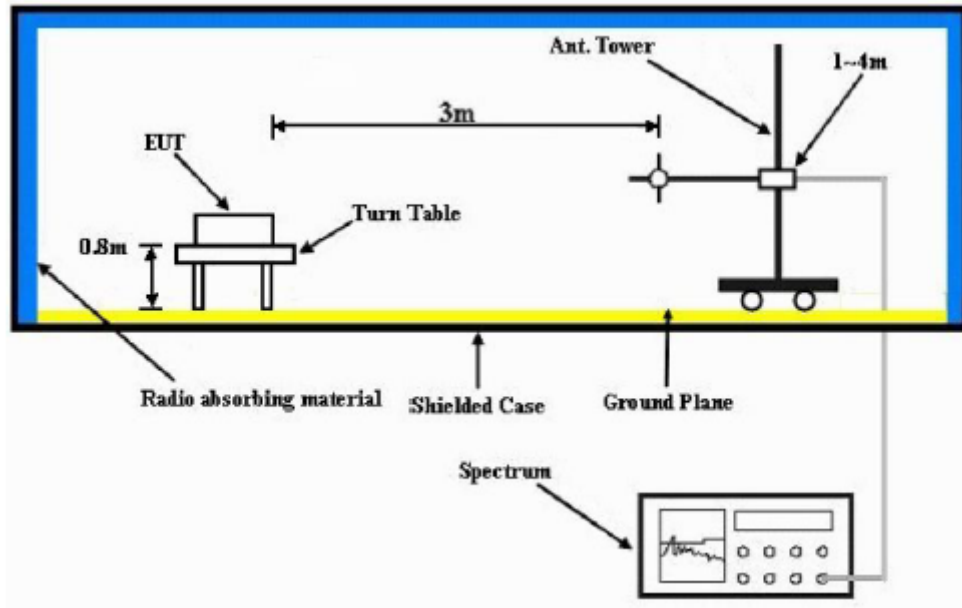 Ant. Tower
1~4m
3m
EUT
Turn Table
0.8m
Radio absorbing material
Shielded Case
Ground Plane
Spectrum